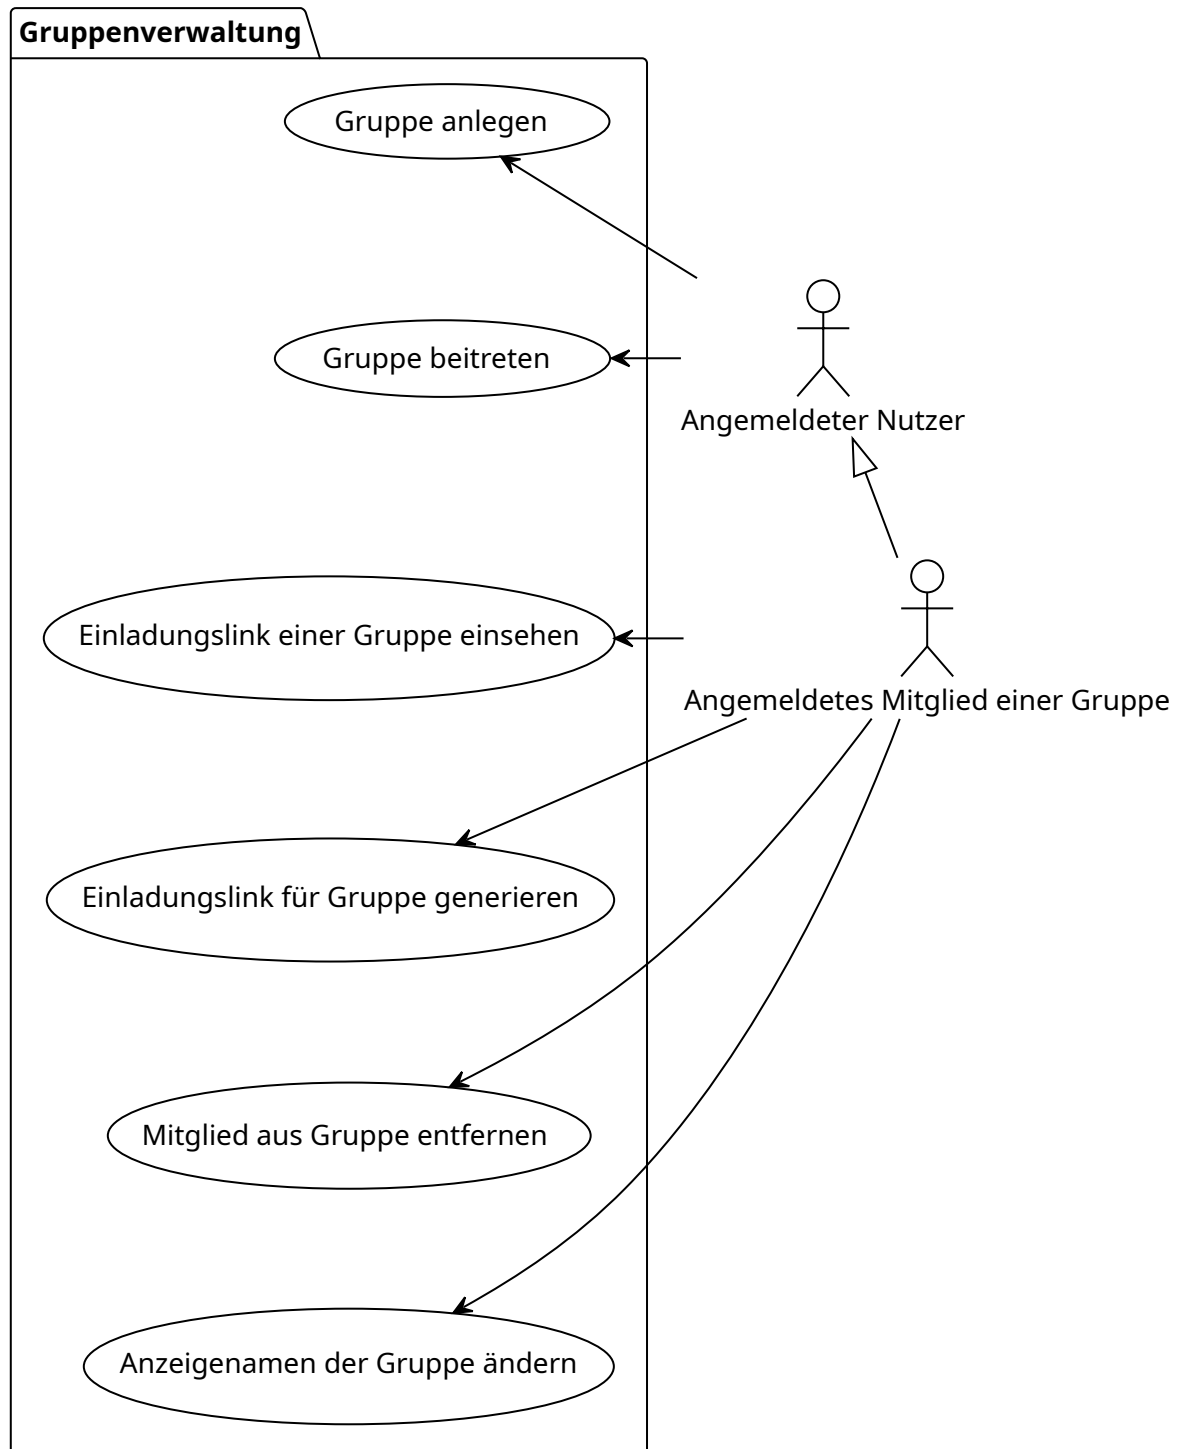 Gruppenverwaltung
Gruppe anlegen
Gruppe beitreten
Angemeldeter Nutzer
Einladungslink einer Gruppe einsehen
Angemeldetes Mitglied einer Gruppe
Einladungslink für Gruppe generieren
Mitglied aus Gruppe entfernen
Anzeigenamen der Gruppe ändern